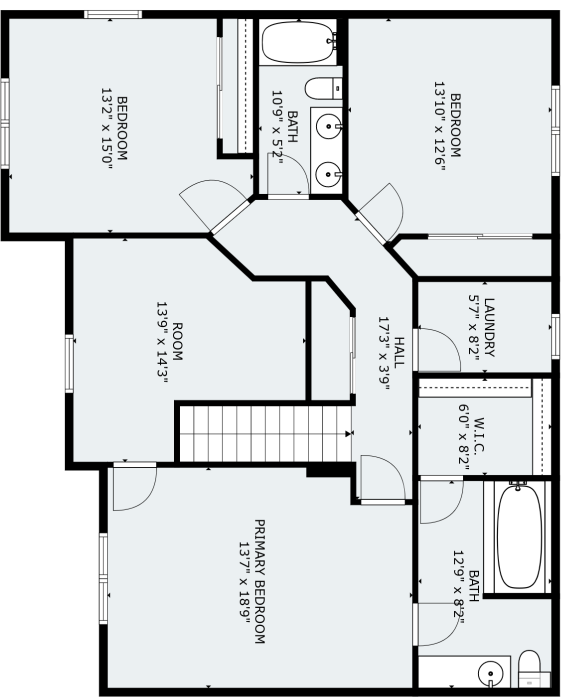 BEDROOM
13'2" x 15'0"
BATH
10'9" x 5'2"
BEDROOM
13'10" x 12'6"
ROOM
13'9" x 14'3"
HALL
17'3" x 3'9"
LAUNDRY
5'7" x 8'2"
W.I.C.
6'0" x 8'2"
PRIMARY BEDROOM
13'7" x 18'9"
BATH
12'9" x 8'2"